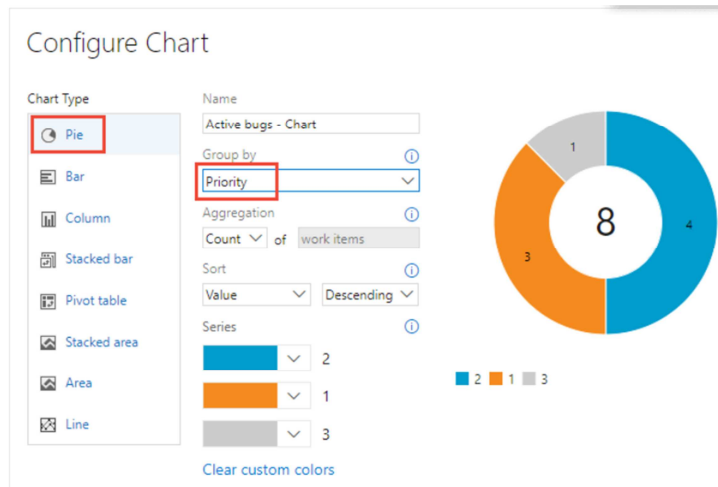 Configure Chart
Chart Type
Pie
Bar
Column
Stacked bar
Pivot table
Stacked area
Area
Line
Name
Active bugs - Chart
Group by
Priority
Aggregation
Count of work items
Sort
Value Descending
Series
2
1
3
Clear custom colors
1
8
4
3
2 1 3